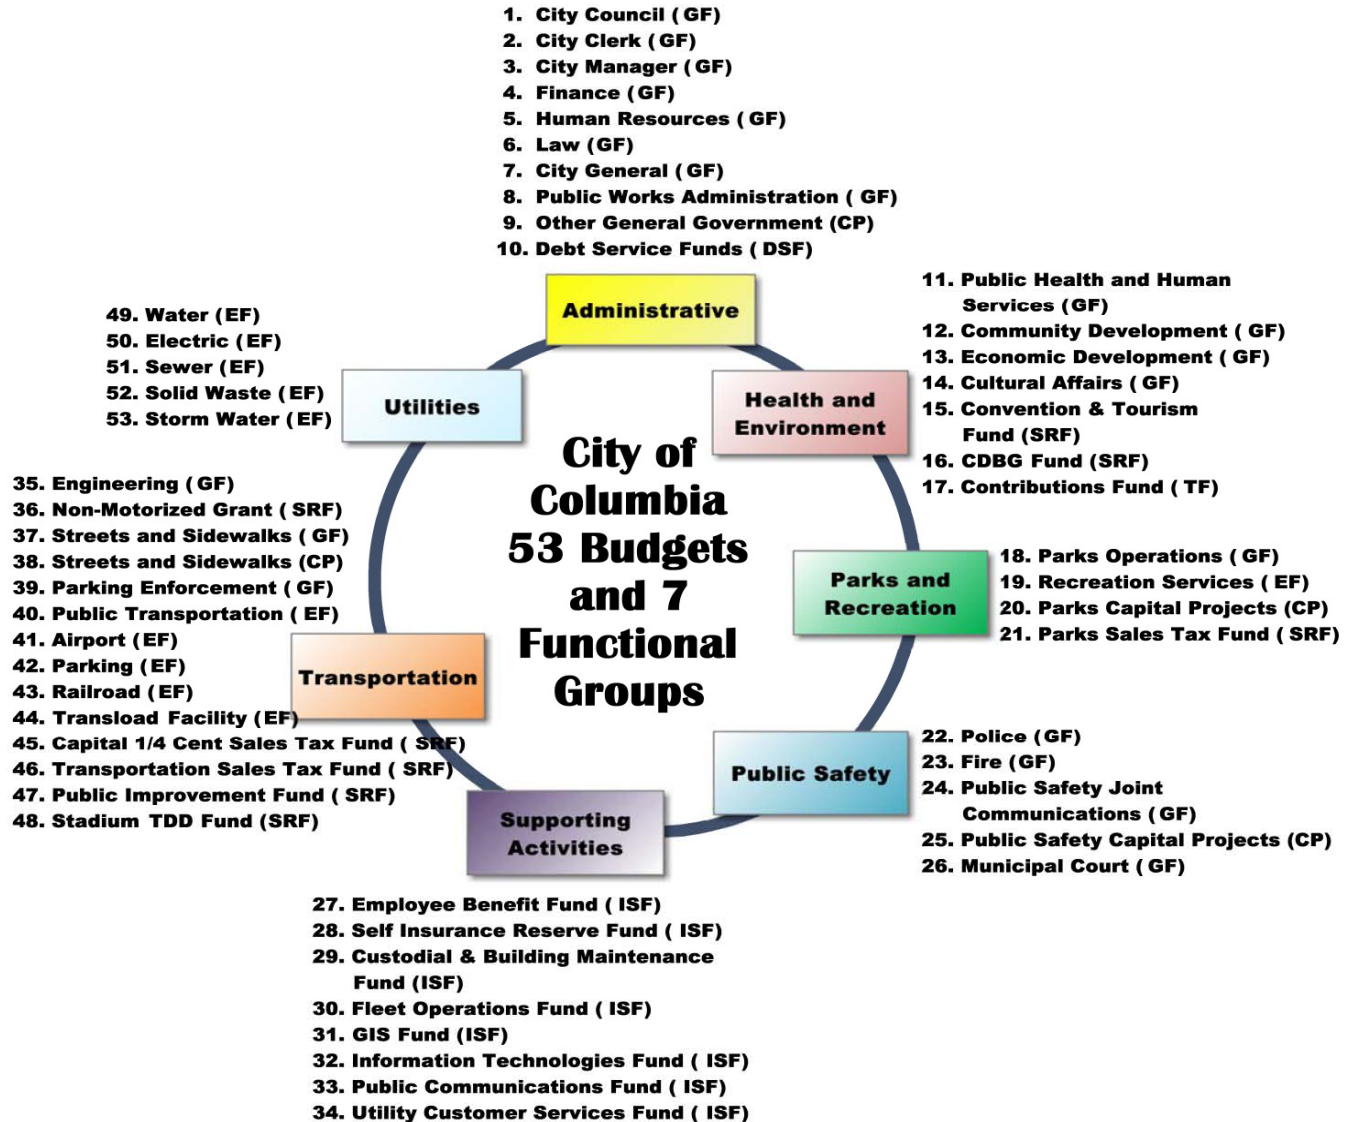 1. City Council (GF)
2. City Clerk (GF)
3. City Manager (GF)
4. Finance (GF)
5. Human Resources (GF)
6. Law (GF)
7. City General (GF)
8. Public Works Administration ( GF)
9. Other General Government (CP)
10. Debt Service Funds ( DSF)
Administrative
11. Public Health and Human
Services (GF)
12. Community Development ( GF)
13. Economic Development ( GF)
14. Cultural Affairs ( GF)
15. Convention & Tourism
Fund (SRF)
16. CDBG Fund (SRF)
17. Contributions Fund ( TF)
Health and
Environment
18. Parks Operations ( GF)
19. Recreation Services ( EF)
20. Parks Capital Projects (CP)
21. Parks Sales Tax Fund ( SRF)
Parks and
Recreation
22. Police (GF)
23. Fire (GF)
24. Public Safety Joint
Communications ( GF)
25. Public Safety Capital Projects (CP)
26. Municipal Court ( GF)
Public Safety
Supporting
Activities
27. Employee Benefit Fund ( ISF)
28. Self Insurance Reserve Fund ( ISF)
29. Custodial & Building Maintenance
Fund (ISF)
30. Fleet Operations Fund ( ISF)
31. GIS Fund (ISF)
32. Information Technologies Fund ( ISF)
33. Public Communications Fund ( ISF)
34. Utility Customer Services Fund ( ISF)
35. Engineering ( GF)
36. Non-Motorized Grant ( SRF)
37. Streets and Sidewalks ( GF)
38. Streets and Sidewalks (CP)
39. Parking Enforcement ( GF)
40. Public Transportation ( EF)
41. Airport (EF)
42. Parking (EF)
43. Railroad (EF)
44. Transload Facility (EF)
45. Capital 1/4 Cent Sales Tax Fund ( SRF)
46. Transportation Sales Tax Fund ( SRF)
47. Public Improvement Fund ( SRF)
48. Stadium TDD Fund (SRF)
Transportation
49. Water (EF)
50. Electric (EF)
51. Sewer (EF)
52. Solid Waste (EF)
53. Storm Water (EF)
Utilities
City of
Columbia
53 Budgets
and 7
Functional
Groups